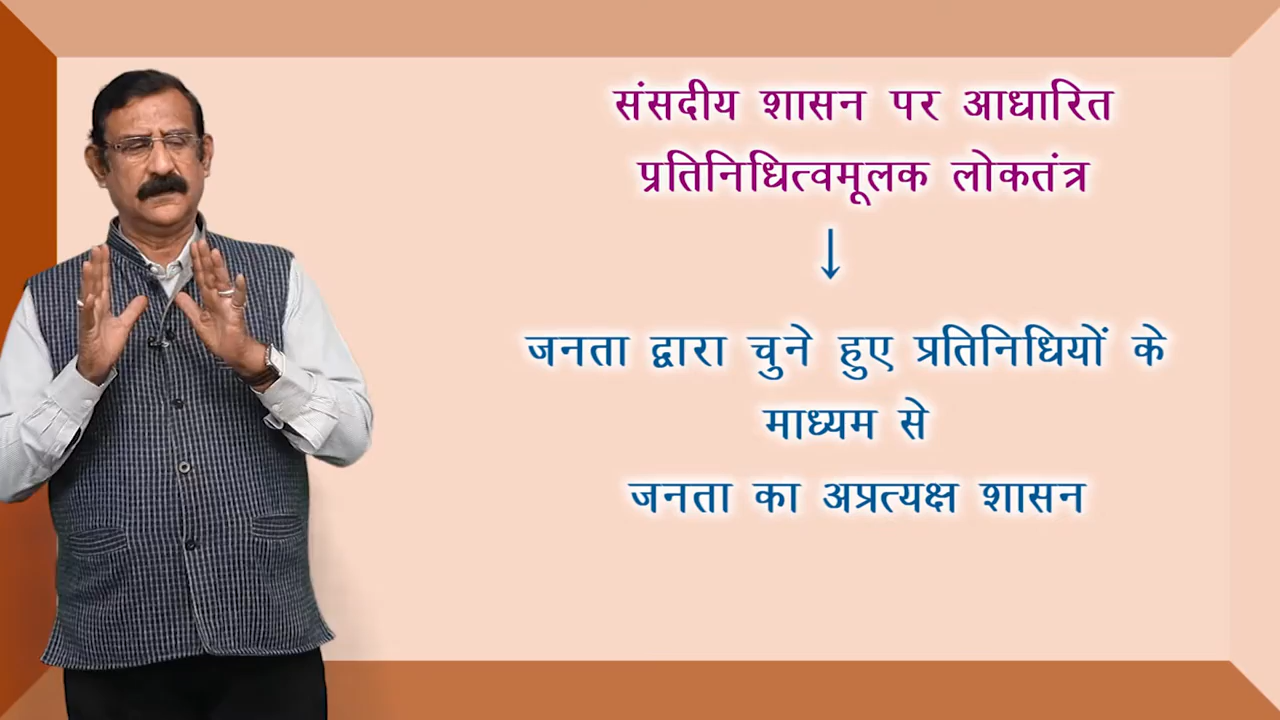 संसदीय शासन पर आधारित
प्रतिनिधित्वमूलक लोकतंत्र
↓
जनता द्वारा चुने हुए प्रतिनिधियों के
माध्यम से
जनता का अप्रत्यक्ष शासन